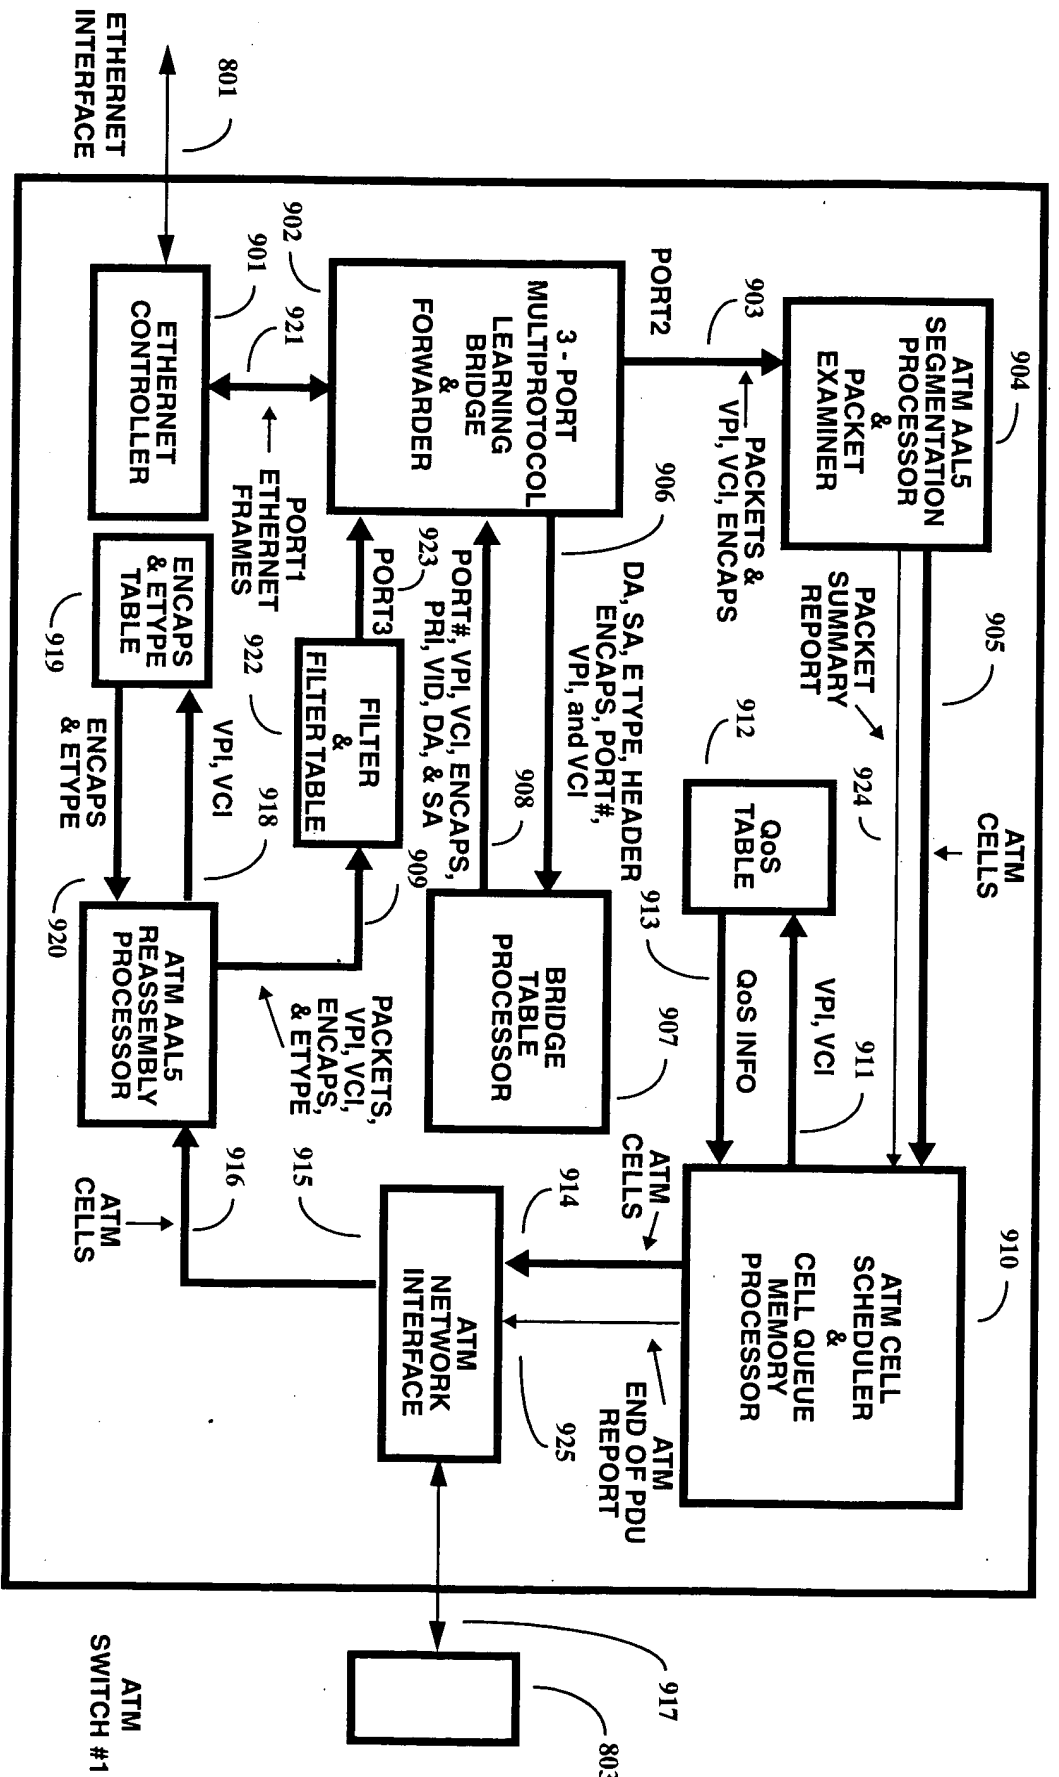 ETHERNET
INTERFACE
801
ATM AAL5
SEGMENTATION
PROCESSOR
&
PACKET
EXAMINER
904
903
PORT2
PACKETS &
VPI, VCI, ENCAPS
905
ATM
CELLS
PACKET
SUMMARY
REPORT
924
910
ATM CELL
SCHEDULER
&
CELL QUEUE
MEMORY
PROCESSOR
912
QoS
TABLE
VPI, VCI
911
QoS INFO
913
902
3 - PORT
MULTIPROTOCOL
LEARNING
BRIDGE
&
FORWARDER
906
DA, SA, ETYPE, HEADER
ENCAPS, PORT#,
VPI, and VCI
908
PORT#, VPI, VCI, ENCAPS,
PRI, VID, DA, & SA
BRIDGE
TABLE
PROCESSOR
907
923
PORT3
901
921
PORT1
ETHERNET
FRAMES
ETHERNET
CONTROLLER
922
FILTER
&
FILTER TABLE
909
PACKETS,
VPI, VCI,
ENCAPS,
& ETYPE
ENCAPS
& ETYPE
TABLE
919
VPI, VCI
918
ENCAPS
& ETYPE
920
ATM AAL5
REASSEMBLY
PROCESSOR
916
ATM
CELLS
915
914
ATM
CELLS
ATM
END OF PDU
REPORT
925
ATM
NETWORK
INTERFACE
917
803
ATM
SWITCH #1